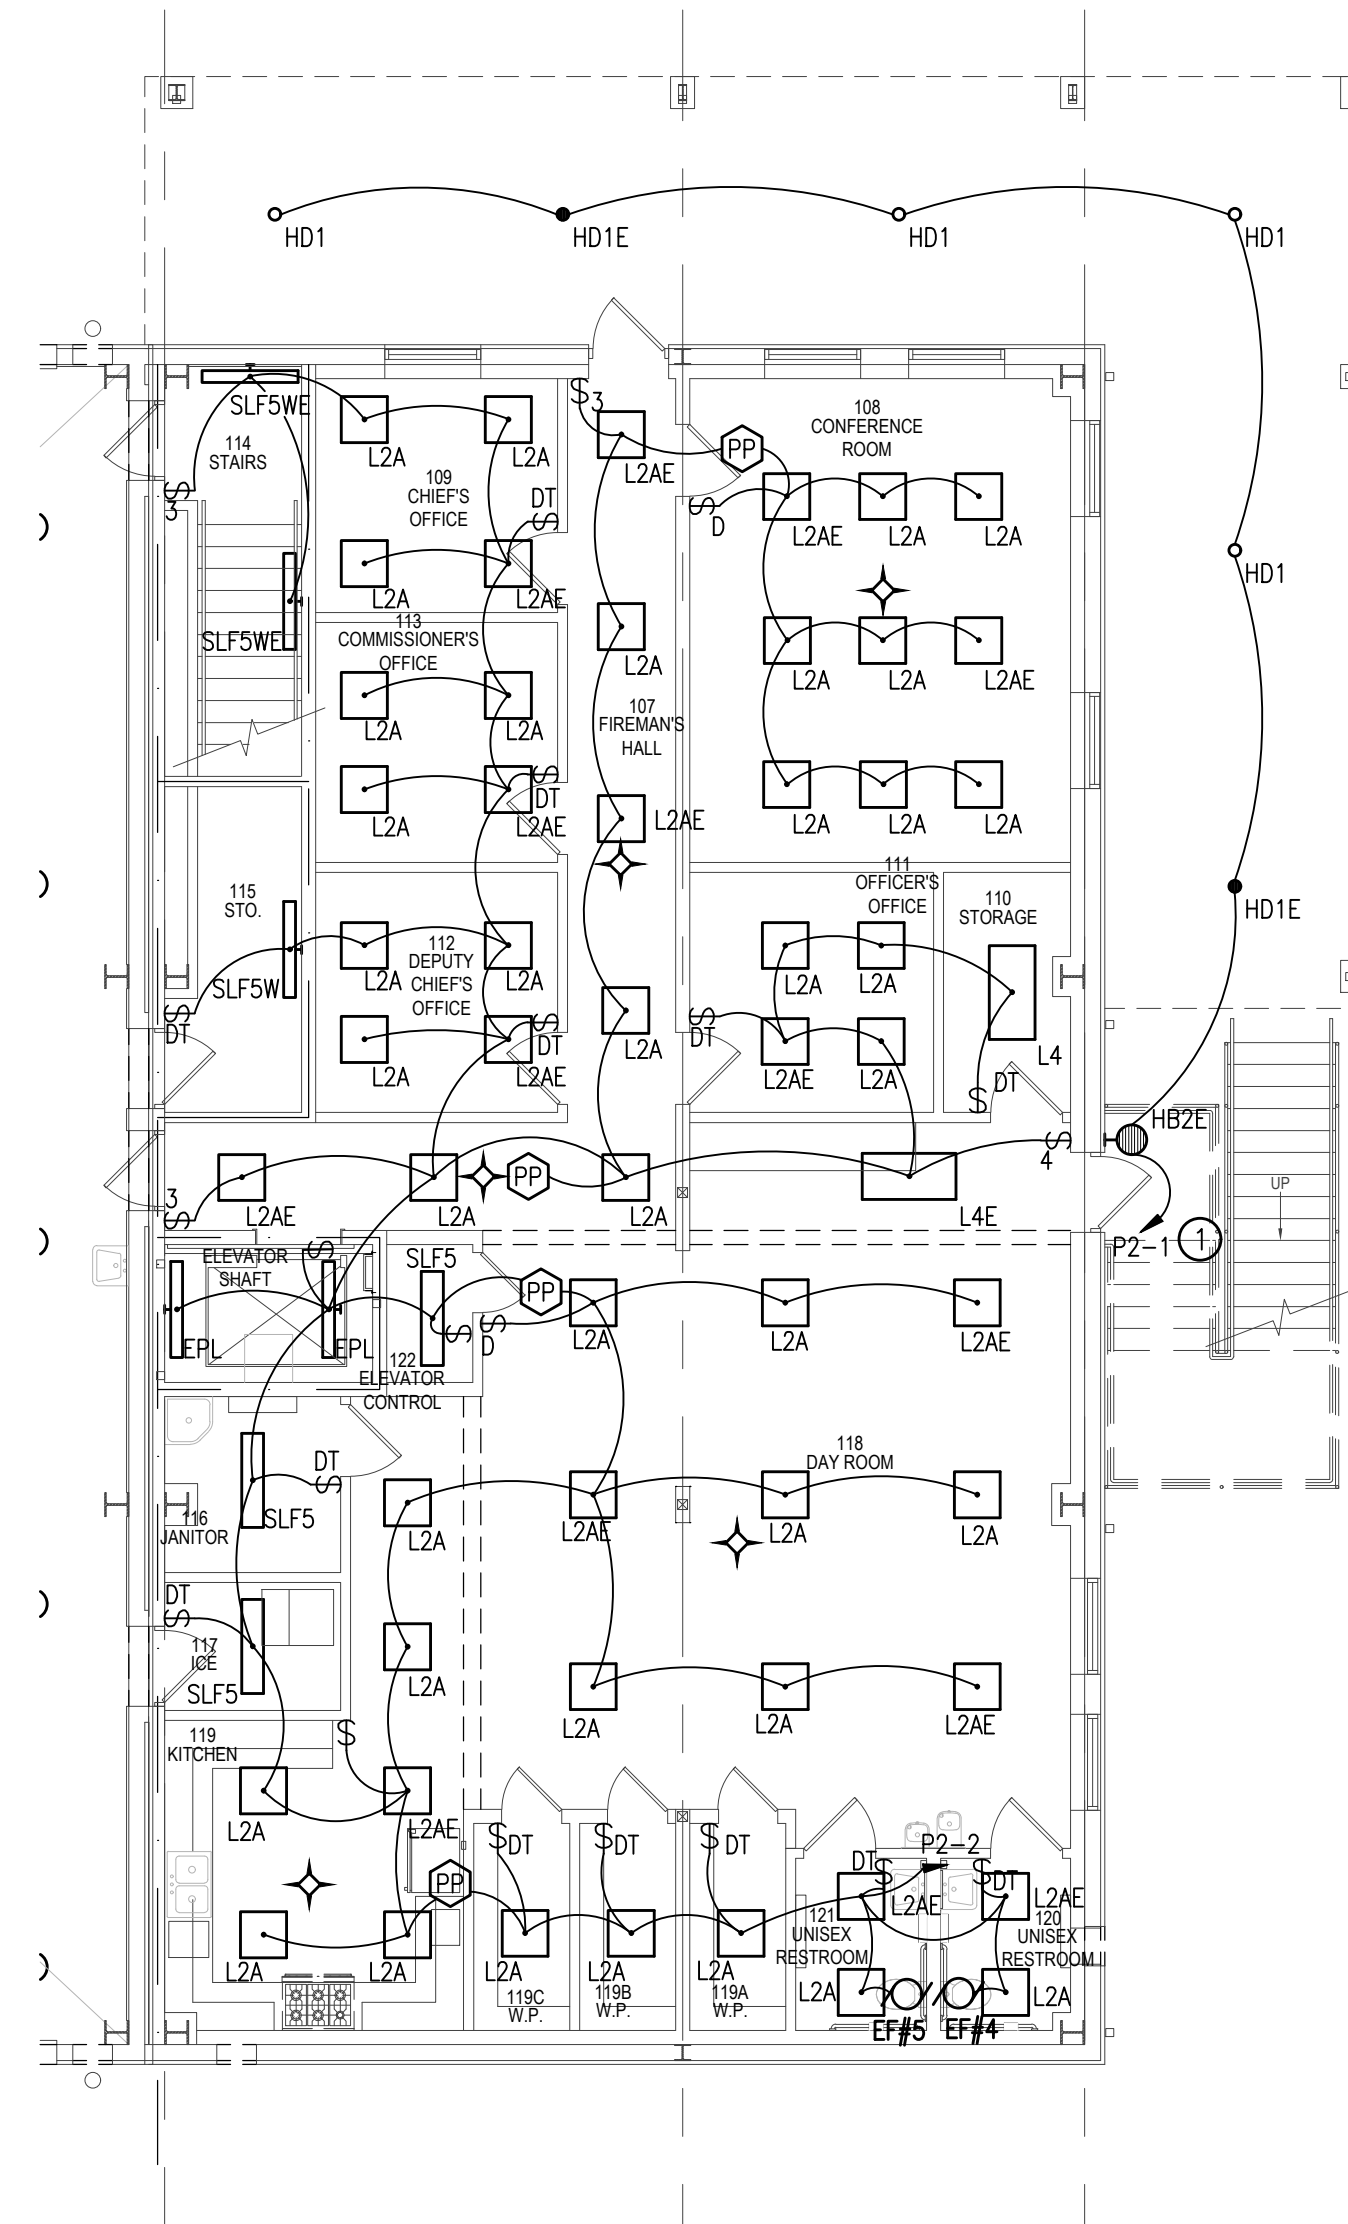 HD1
HD1E
HD1
HD1
SLF5WE
3
L2A
L2A
L2AE
PP
108
CONFERENCE
ROOM
114
STAIRS
109
CHIEF'S
OFFICE
DT
3
D
L2AE
L2A
L2A
HD1
L2A
L2AE
113
COMMISSIONER'S
OFFICE
SLF5WE
L2A
L2A
L2A
L2AE
L2A
L2A
107
FIREMAN'S
HALL
DT
L2A
L2AE
L2AE
L2A
L2A
L2A
111
OFFICER'S
OFFICE
110
STORAGE
115
STO.
HD1E
112
DEPUTY
CHIEF'S
OFFICE
L2A
L2A
SLF5W
L2A
L2A
DT
DT
L2A
DT
L2A
L2AE
L2AE
L2A
L4
DT
HB2E
4
PP
3
L2AE
L2A
L2A
L4E
UP
P2-1
1
ELEVATOR
SHAFT
SLF5
PP
EPL
EPL
D
L2A
L2A
L2AE
122
ELEVATOR
CONTROL
118
DAY ROOM
DT
SLF5
116
JANITOR
L2A
L2AE
L2A
L2A
DT
117
ICE
SLF5
L2A
L2A
L2A
L2AE
119
KITCHEN
L2A
L2AE
DT
DT
DT
P2-2
DT
DT
PP
L2AE
L2AE
121
UNISEX
RESTROOM
120
UNISEX
RESTROOM
L2A
L2A
L2A
L2A
L2A
L2A
L2A
119C
W.P.
119B
W.P.
119A
W.P.
EF#5
EF#4